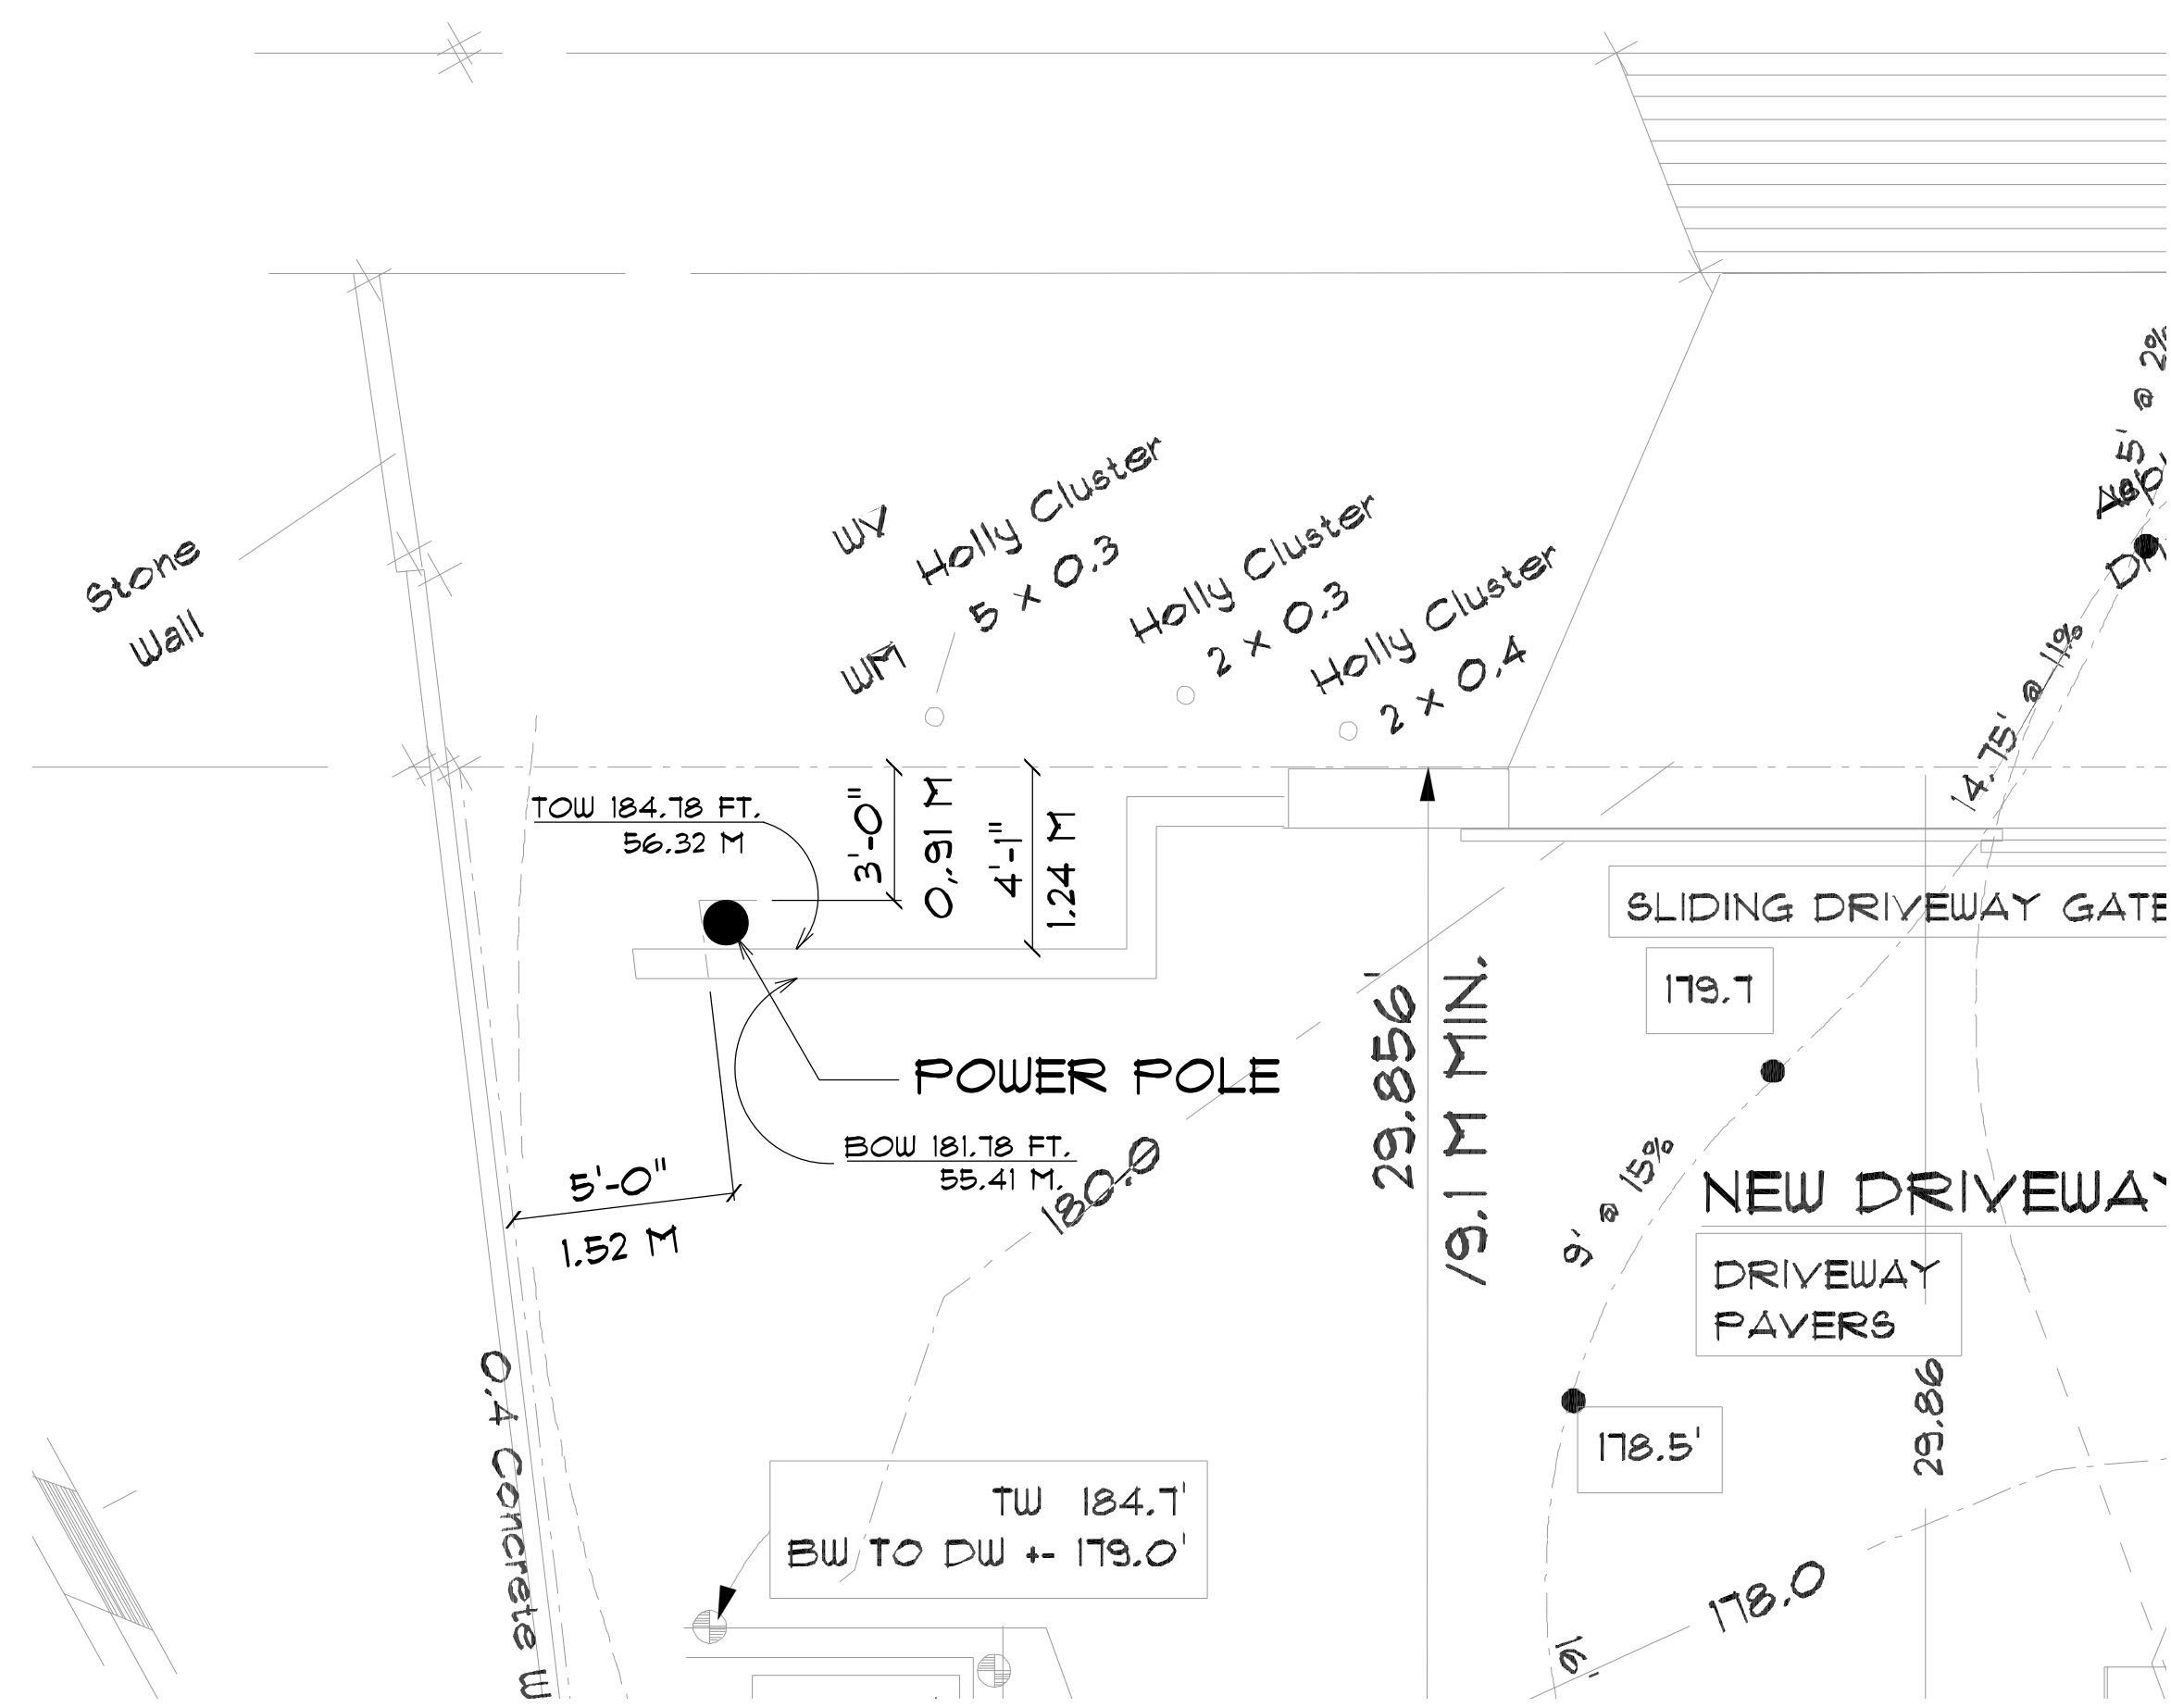 5' @ 2%
WV
Holly Cluster
5 x 0.3
Holly Cluster
2 x 0.3
Holly Cluster
2 x 0.4
Stone
Wall
WM
14.75' @ 11%
TOW 184.78 FT.
56.32 M
3'-0"
0,.91 M
4'-1"
1.24 M
SLIDING DRIVEWAY GATE
179.7
29.856'
/9.1 M MIN.
POWER POLE
BOW 181.78 FT.
55.41 M.
5'-0"
1.52 M
180.0
9' @ 15%
NEW DRIVEWAY
DRIVEWAY
PAVERS
29.86
178.5'
0.4 Concrete W
TW 184.7'
BW TO DW +- 179.0'
178.0